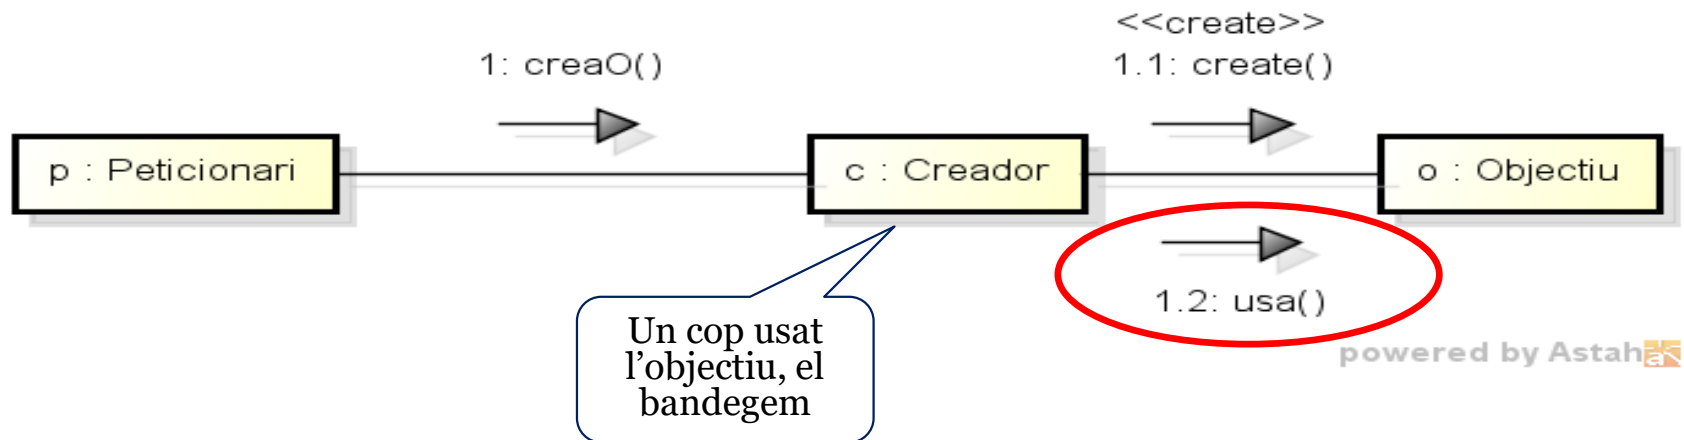 <<create>>
1: creaO()
1.1: create()
p : Peticionari
c : Creador
o : Objectiu
1.2: usa()
Un cop usat
l’objectiu, el
bandegem
powered by Astah